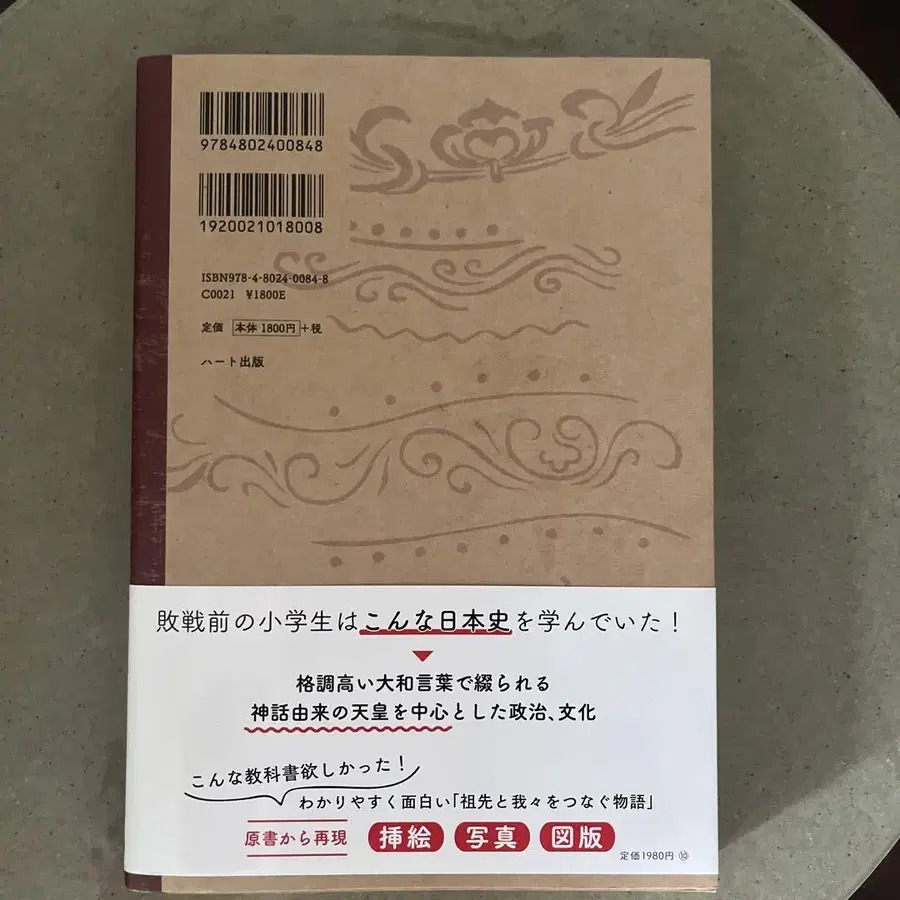 9784802400848
1920021018008
ISBN978-4-8024-0084-8
C0021 ¥1800E
定価 本体 1800円+税
ハート出版
敗戦前の小学生はこんな日本史を学んでいた!
格調高い大和言葉で綴られる
神話由来の天皇を中心とした政治、文化
こんな教科書欲しかった!
わかりやすく面白い「祖先と我々をつなぐ物語」
原書から再現 挿絵 写真 図版
定価1980円 ⑩